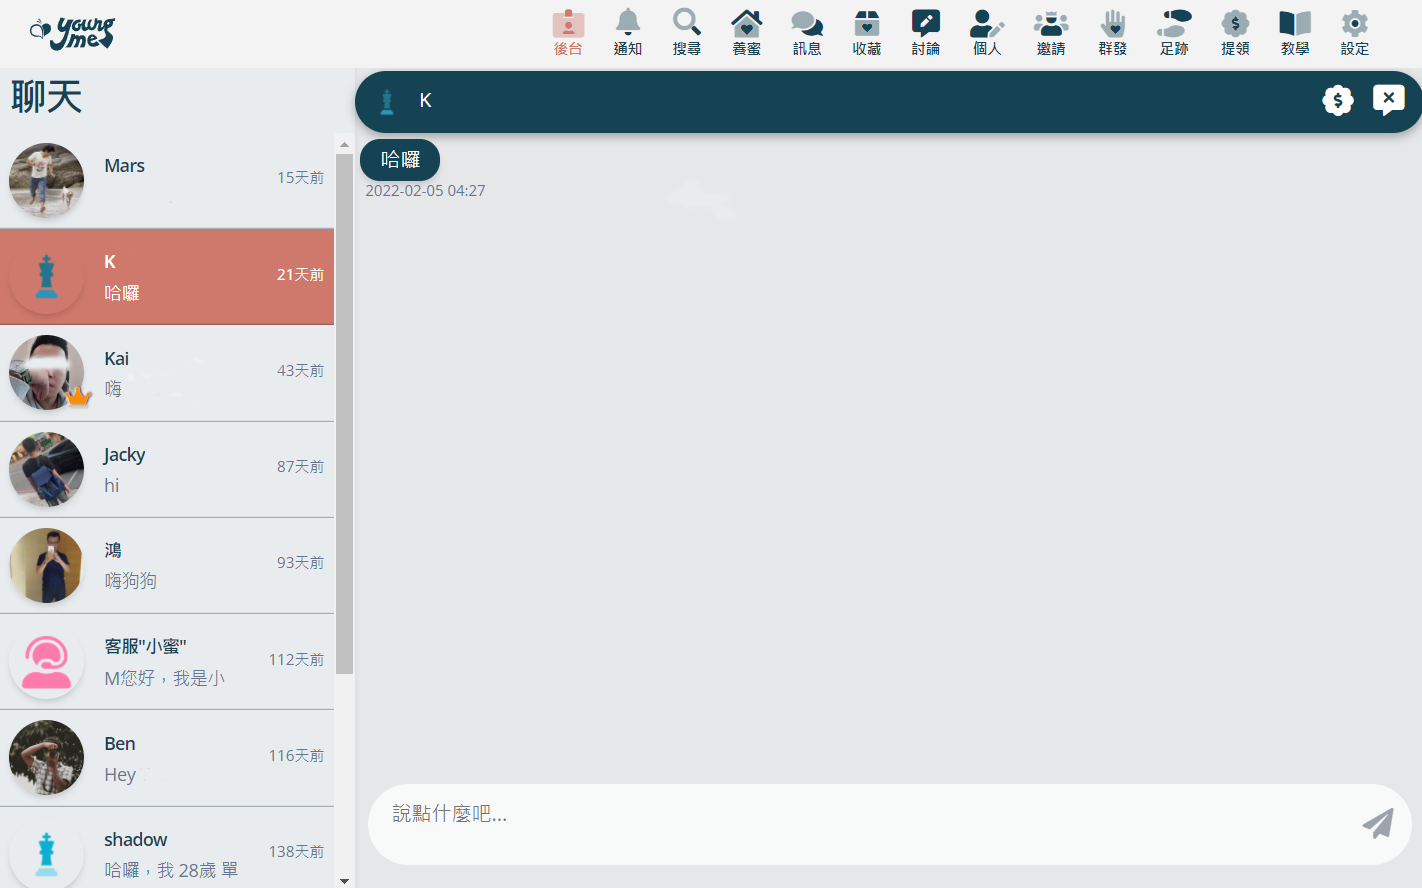 young me
後台 通知 搜尋 養蜜 訊息 收藏 討論 個人 邀請 群發 足跡 提領 教學 設定
聊天
Mars
15天前
K
21天前
哈囉
Kai
43天前
嗨
Jacky
87天前
hi
鴻
93天前
嗨狗狗
客服"小蜜"
112天前
M您好，我是小
Ben
116天前
Hey
shadow
138天前
哈囉，我 28歲 單
K
哈囉
2022-02-05 04:27
說點什麼吧...